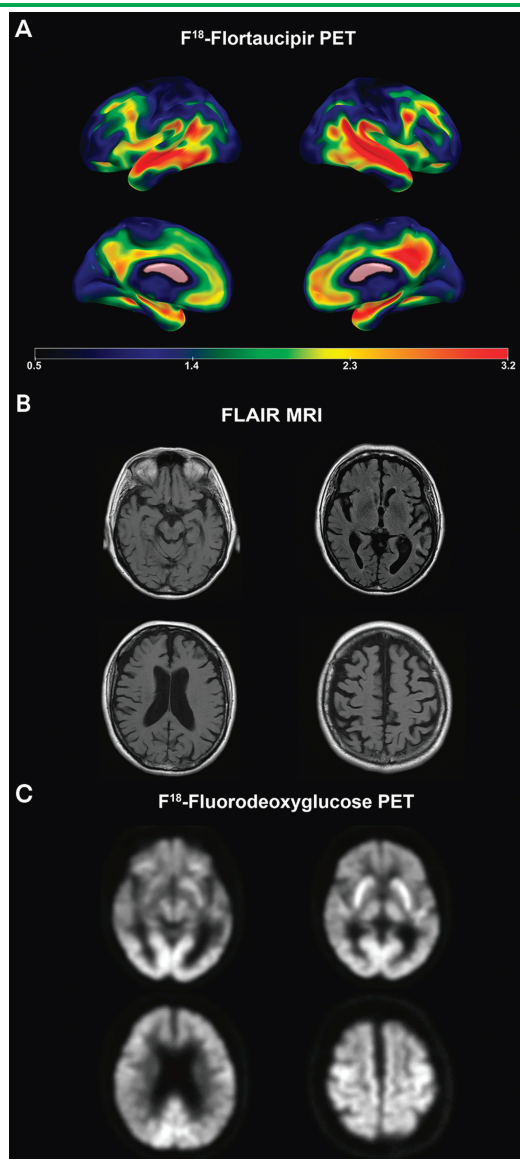 A
F¹⁸-Flortaucipir PET
0.5 1.4 2.3 3.2
B
FLAIR MRI
C
F¹⁸-Fluorodeoxyglucose PET